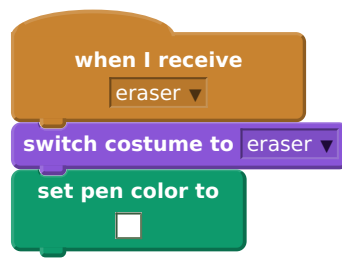 when I receive
eraser ▼
switch costume to eraser ▼
set pen color to